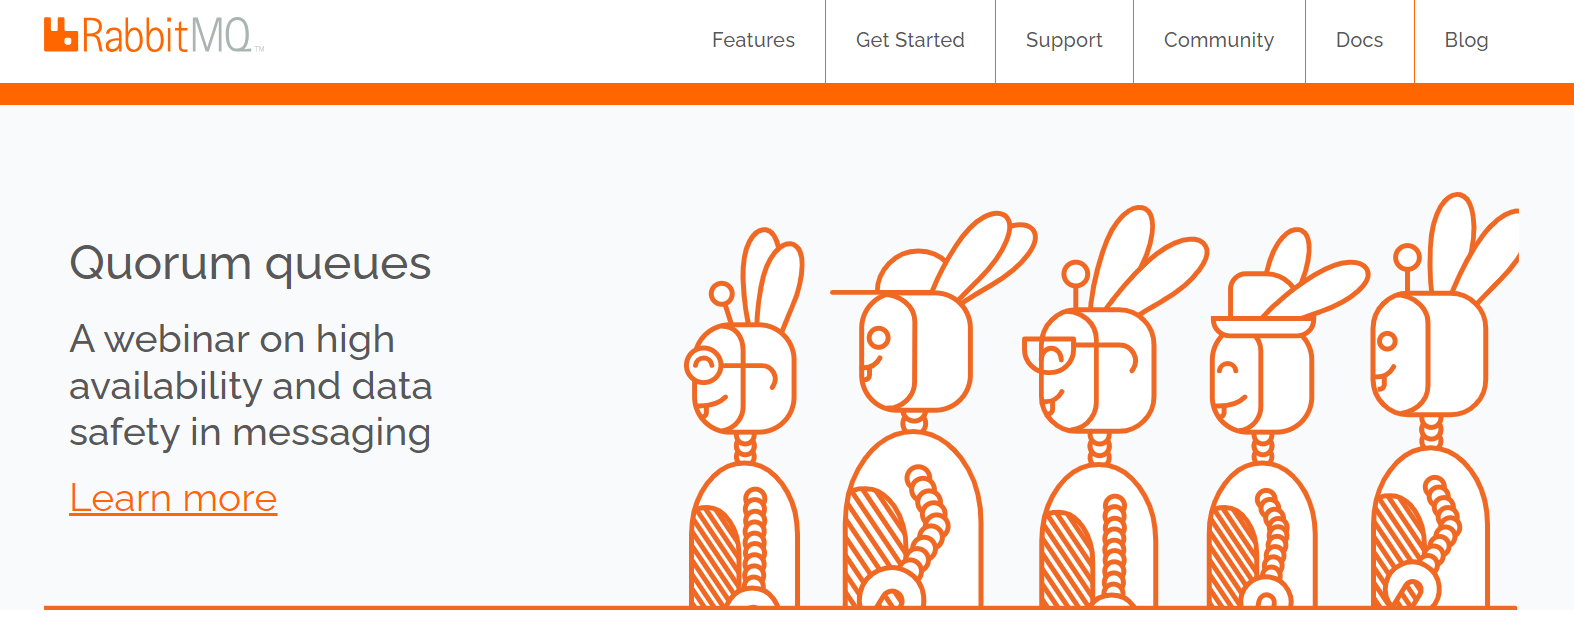 RabbitMQ™
Features
Get Started
Support
Community
Docs
Blog
Quorum queues
A webinar on high
availability and data
safety in messaging
Learn more